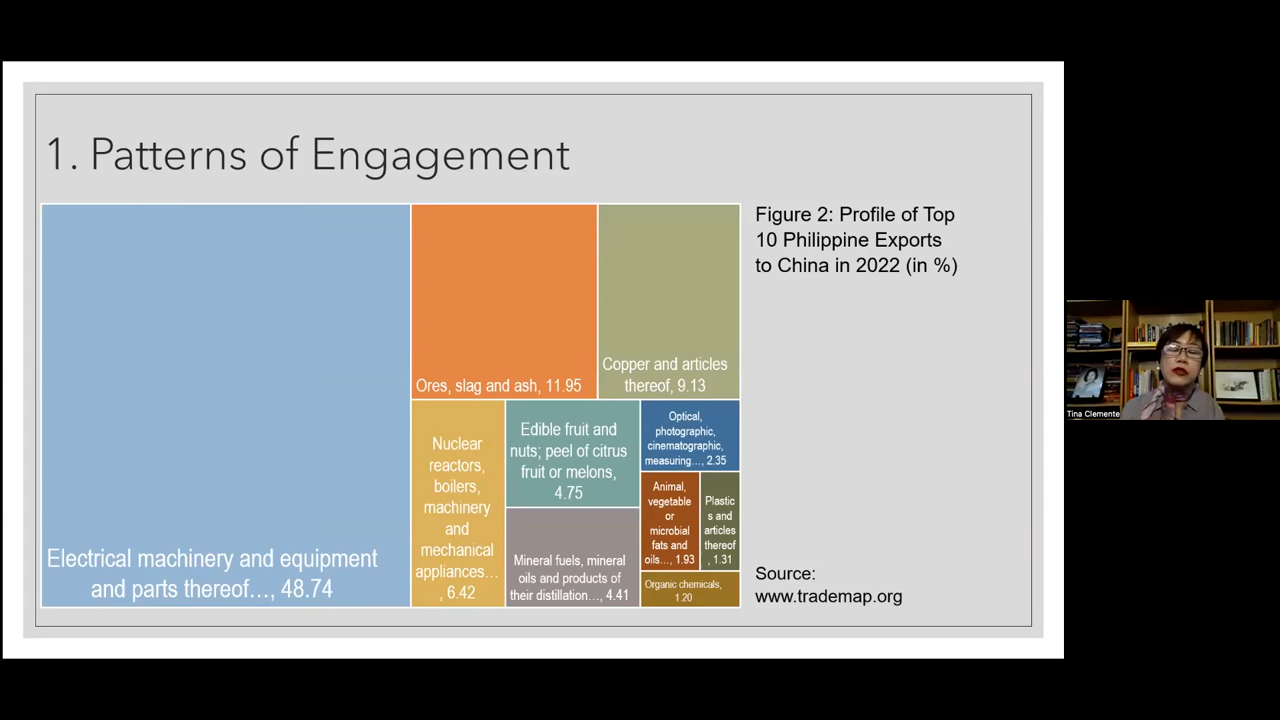 1. Patterns of Engagement
Figure 2: Profile of Top
10 Philippine Exports
to China in 2022 (in %)
Electrical machinery and equipment
and parts thereof..., 48.74
Ores, slag and ash, 11.95
Copper and articles
thereof, 9.13
Nuclear
reactors,
boilers,
machinery
and
mechanical
appliances...
, 6.42
Edible fruit and
nuts; peel of citrus
fruit or melons,
4.75
Mineral fuels, mineral
oils and products of
their distillation..., 4.41
Optical,
photographic,
cinematographic,
measuring..., 2.35
Animal,
vegetable
or
microbial
fats and
oils..., 1.93
Plastic
s and
articles
thereof
, 1.31
Organic chemicals,
1.20
Source:
www.trademap.org
Tina Clemente